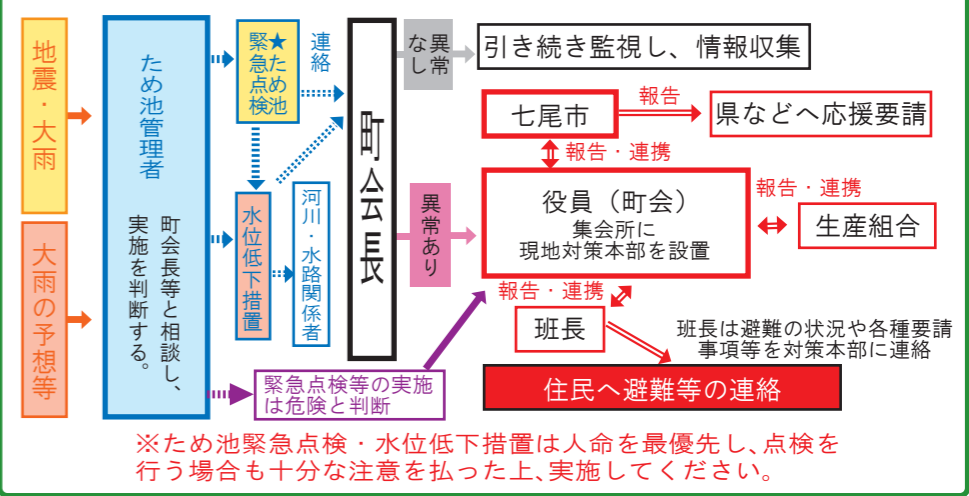 地震・大雨
大雨の予想等
ため池管理者
町会長等と相談し、
実施を判断する。
★ため池
緊急点検
連絡
水位低下措置
河川・水路関係者
緊急点検等の実施
は危険と判断
町会長
異常
なし
引き続き監視し、情報収集
異常あり
七尾市
報告
県などへ応援要請
報告・連携
役員（町会）
集会所に
現地対策本部を設置
報告・連携
生産組合
報告・連携
班長
班長は避難の状況や各種要請
事項等を対策本部に連絡
住民へ避難等の連絡
※ため池緊急点検・水位低下措置は人命を最優先し、点検を
行う場合も十分な注意を払った上、実施してください。